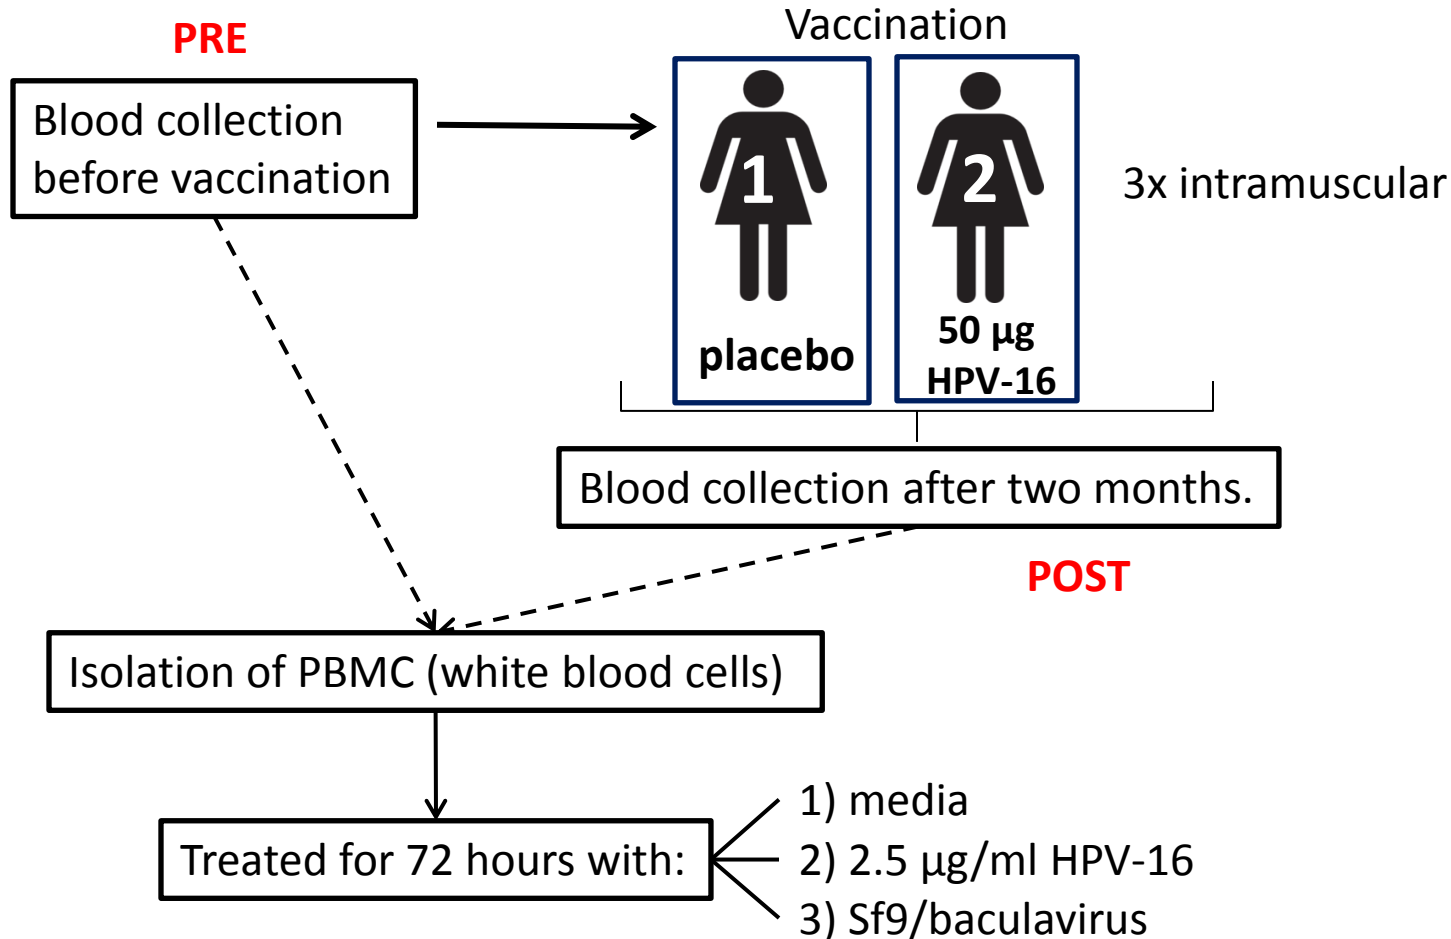 PRE
Vaccination
Blood collection
before vaccination
1
2
3x intramuscular
placebo
50 µg
HPV-16
Blood collection after two months.
POST
Isolation of PBMC (white blood cells)
Treated for 72 hours with:
1) media
2) 2.5 µg/ml HPV-16
3) Sf9/baculavirus